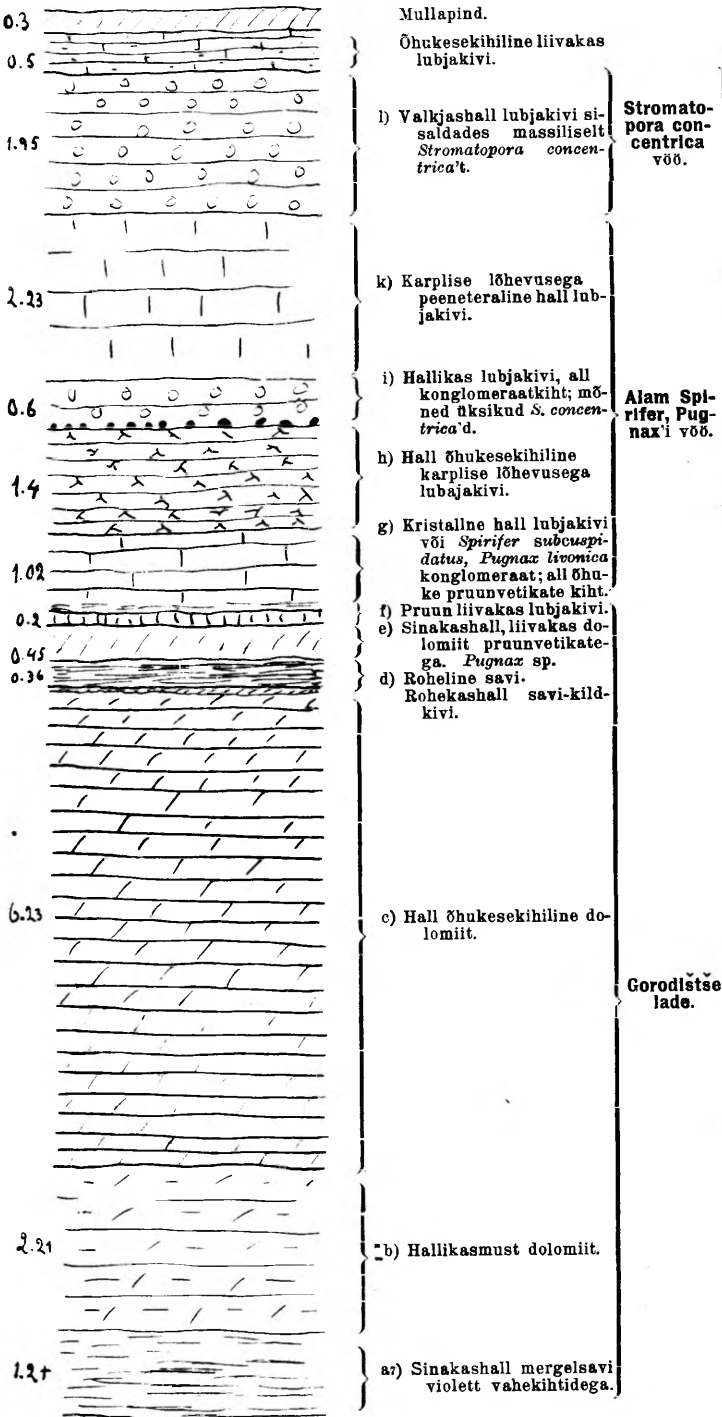 0.3
Mullapind.
0.5
Õhukesekihiline liivakas
lubjakivi.
1.95
l) Valkjashall lubjakivi si-
saldades massiliselt
Stromatopora concen-
trica't.
Stromato-
pora con-
centrica
vöö.
2.23
k) Karplise lõhevusega
peeneteraline hall lub-
jakivi.
0.6
i) Hallikas lubjakivi, all
konglomeraatkiht; mõ-
ned üksikud S. concen-
trica'd.
Alam Spi-
rifer, Pug-
nax'i vöö.
1.4
h) Hall õhukesekihiline
karplise lõhevusega
lubajakivi.
1.02
g) Kristallne hall lubjakivi
või Spirifer subcuspi-
datus, Pugnax livonica
konglomeraat; all õhu-
ke pruunvetikate kiht.
0.2
f) Pruun liivakas lubjakivi.
0.45
e) Sinakashall, liivakas do-
lomiit pruunvetikate-
ga. Pugnax sp.
0.36
d) Roheline savi.
Rohekashall savi-kild-
kivi.
6.23
c) Hall õhukesekihiline do-
lomiit.
Gorodištše
lade.
2.21
b) Hallikasmust dolomiit.
1.2+
a7) Sinakashall mergelsavi
violett vahekihtidega.